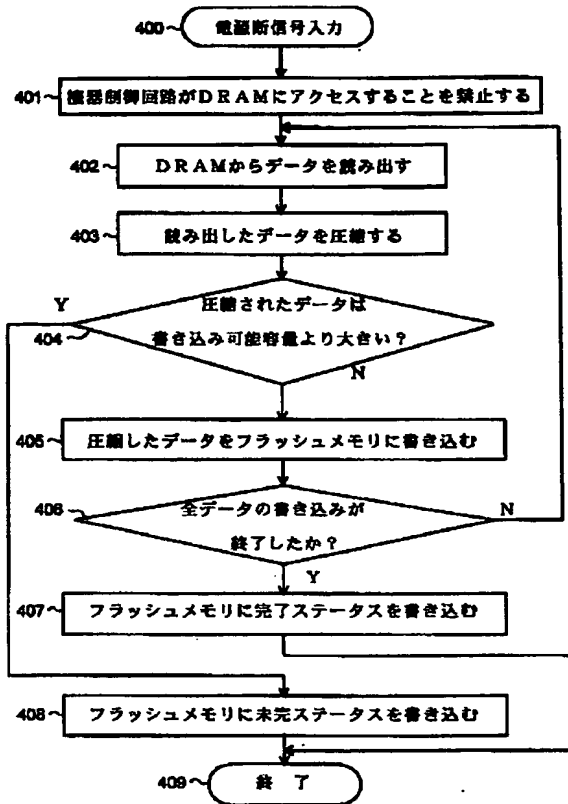 400 電源断信号入力
401 機器制御回路がDRAMにアクセスすることを禁止する
402 DRAMからデータを読み出す
403 読み出したデータを圧縮する
Y 圧縮されたデータは
404 書き込み可能容量より大きい？
N
405 圧縮したデータをフラッシュメモリに書き込む
406 全データの書き込みが N
終了したか？
Y
407 フラッシュメモリに完了ステータスを書き込む
408 フラッシュメモリに未完ステータスを書き込む
409 終 了